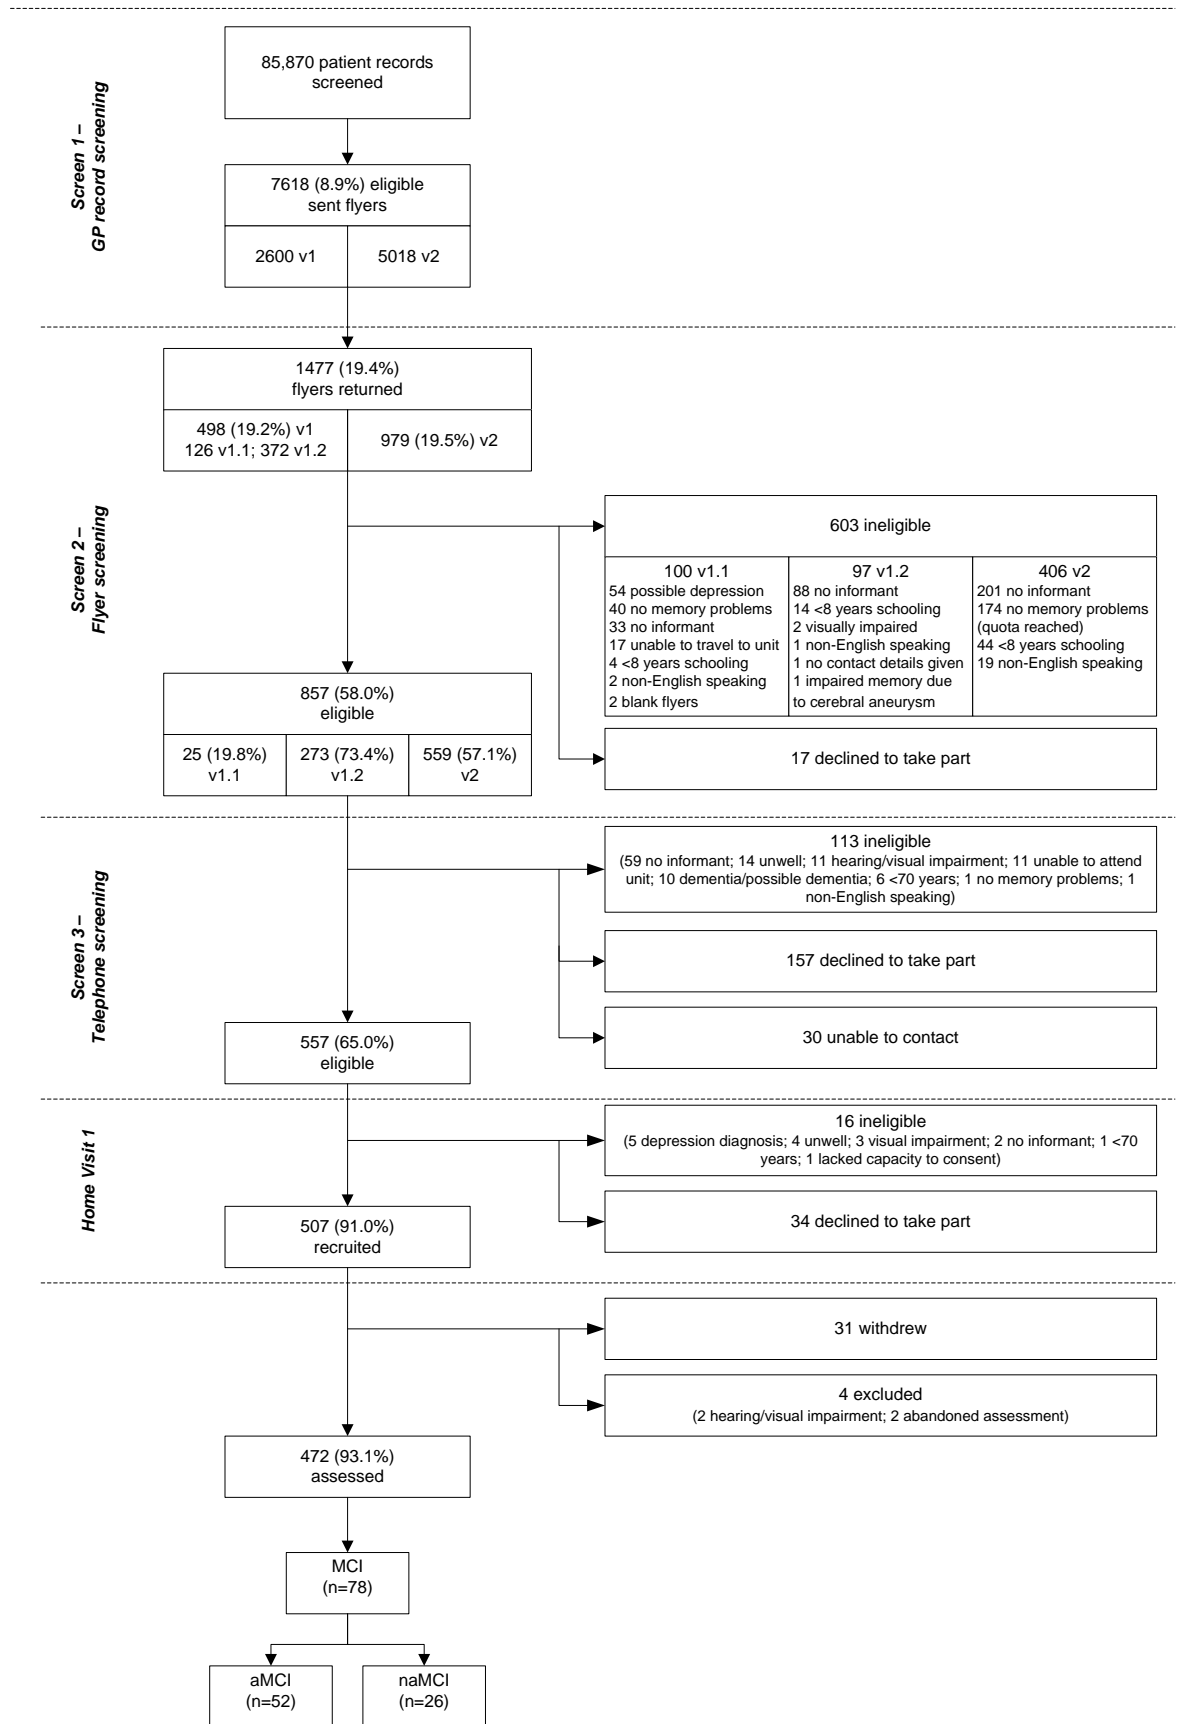 Screen 1 –
GP record screening
85,870 patient records
screened
7618 (8.9%) eligible
sent flyers
2600 v1
5018 v2
Screen 2 –
Flyer screening
1477 (19.4%)
flyers returned
498 (19.2%) v1
126 v1.1; 372 v1.2
979 (19.5%) v2
603 ineligible
100 v1.1
54 possible depression
40 no memory problems
33 no informant
17 unable to travel to unit
4 <8 years schooling
2 non-English speaking
2 blank flyers
97 v1.2
88 no informant
14 <8 years schooling
2 visually impaired
1 non-English speaking
1 no contact details given
1 impaired memory due
to cerebral aneurysm
406 v2
201 no informant
174 no memory problems
(quota reached)
44 <8 years schooling
19 non-English speaking
857 (58.0%)
eligible
25 (19.8%)
v1.1
273 (73.4%)
v1.2
559 (57.1%)
v2
17 declined to take part
Screen 3 –
Telephone screening
113 ineligible
(59 no informant; 14 unwell; 11 hearing/visual impairment; 11 unable to attend
unit; 10 dementia/possible dementia; 6 <70 years; 1 no memory problems; 1
non-English speaking)
157 declined to take part
30 unable to contact
557 (65.0%)
eligible
Home Visit 1
16 ineligible
(5 depression diagnosis; 4 unwell; 3 visual impairment; 2 no informant; 1 <70
years; 1 lacked capacity to consent)
34 declined to take part
507 (91.0%)
recruited
31 withdrew
4 excluded
(2 hearing/visual impairment; 2 abandoned assessment)
472 (93.1%)
assessed
MCI
(n=78)
aMCI
(n=52)
naMCI
(n=26)